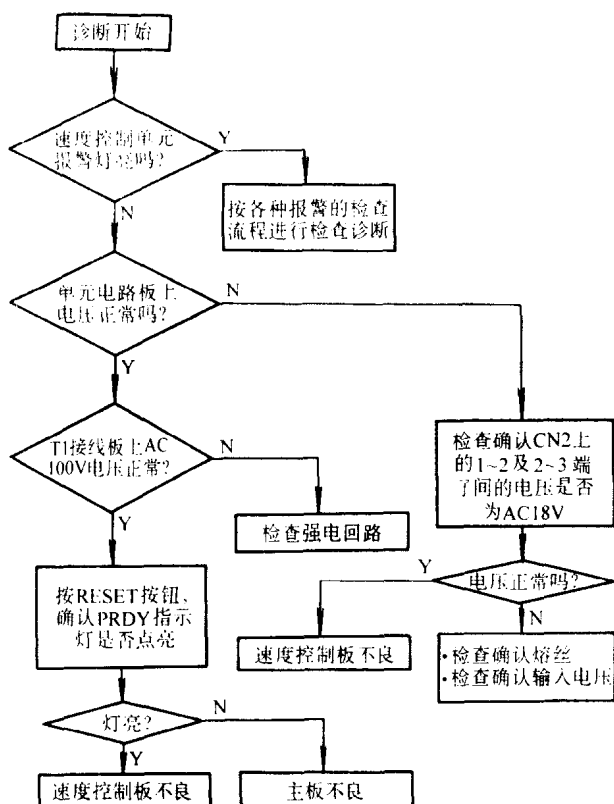 诊断开始
速度控制单元
报警灯亮吗?
Y
N
按各种报警的检查
流程进行检查诊断
单元电路板上
电压正常吗?
N
Y
T1接线板上AC
100V电压正常?
N
Y
检查强电回路
检查确认CN2上
的1~2及2~3端
子间的电压是否
为AC18V
按RESET按钮、
确认PRDY指示
灯是否点亮
电压正常吗?
Y
N
速度控制板不良
·检查确认熔丝
·检查确认输入电压
灯亮?
N
Y
速度控制板不良
主板不良